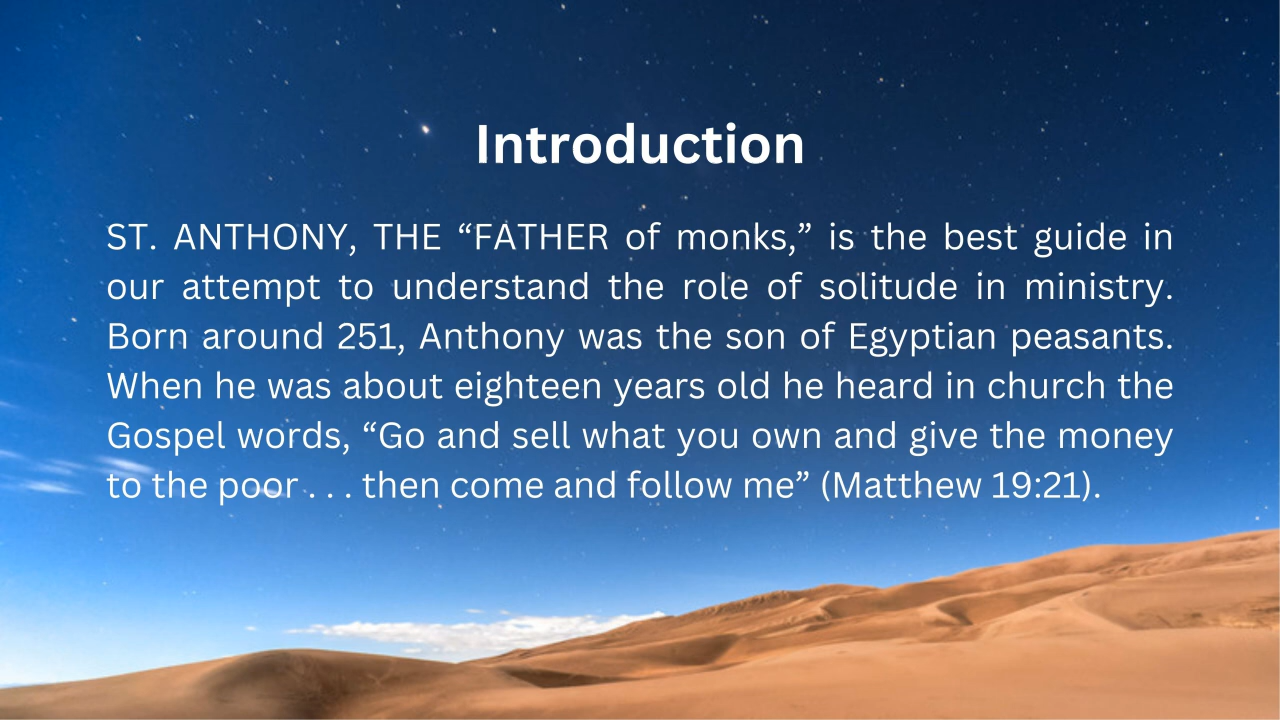 Introduction
ST. ANTHONY, THE “FATHER of monks,” is the best guide in
our attempt to understand the role of solitude in ministry.
Born around 251, Anthony was the son of Egyptian peasants.
When he was about eighteen years old he heard in church the
Gospel words, “Go and sell what you own and give the money
to the poor . . . then come and follow me” (Matthew 19:21).